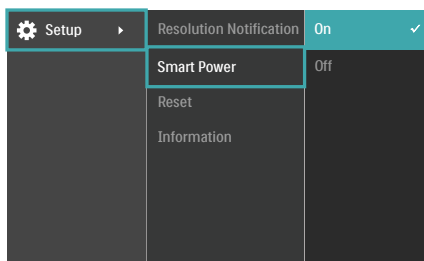 Setup
Resolution Notification
Smart Power
Reset
Information
On
Off